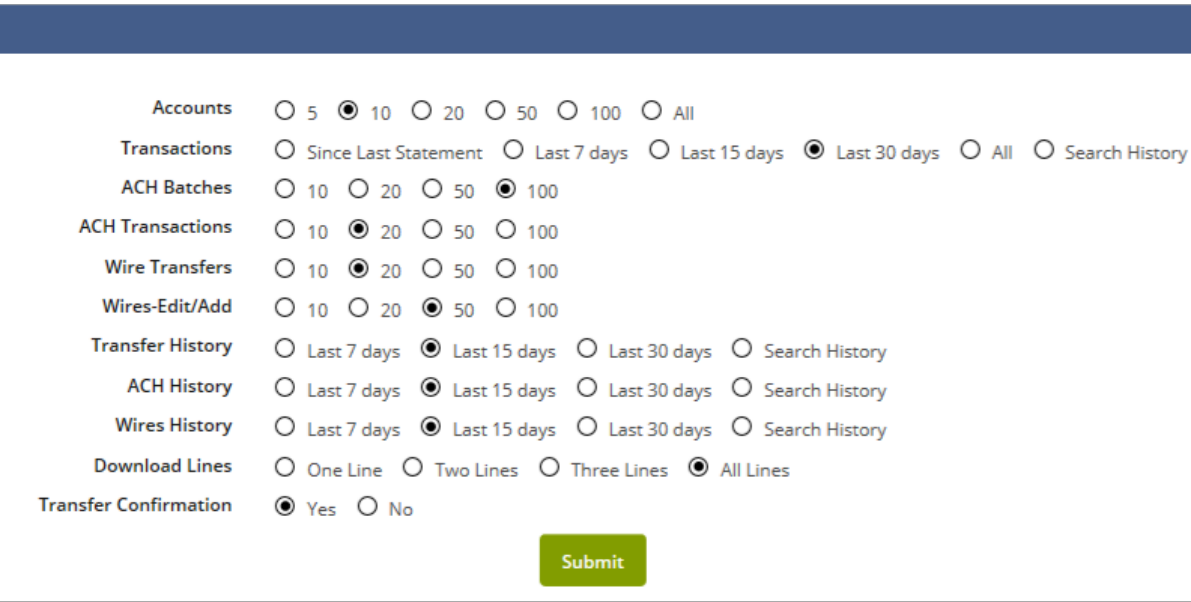 Accounts 5 10 20 50 100 All
Transactions Since Last Statement Last 7 days Last 15 days Last 30 days All Search History
ACH Batches 10 20 50 100
ACH Transactions 10 20 50 100
Wire Transfers 10 20 50 100
Wires-Edit/Add 10 20 50 100
Transfer History Last 7 days Last 15 days Last 30 days Search History
ACH History Last 7 days Last 15 days Last 30 days Search History
Wires History Last 7 days Last 15 days Last 30 days Search History
Download Lines One Line Two Lines Three Lines All Lines
Transfer Confirmation Yes No
Submit